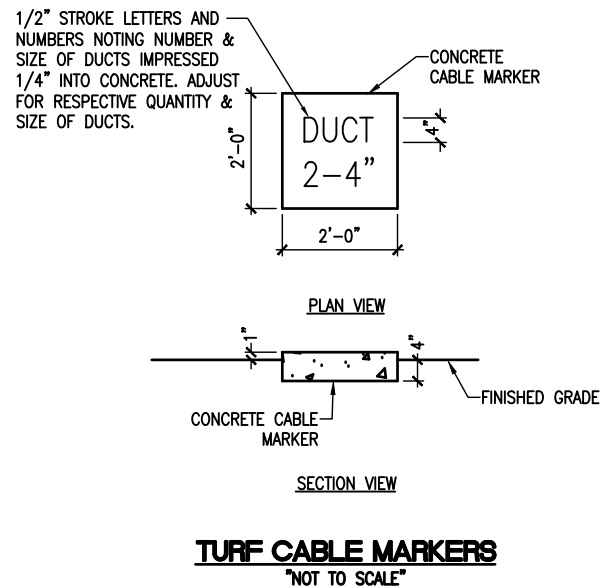 1/2" STROKE LETTERS AND
NUMBERS NOTING NUMBER &
SIZE OF DUCTS IMPRESSED
1/4" INTO CONCRETE. ADJUST
FOR RESPECTIVE QUANTITY &
SIZE OF DUCTS.
CONCRETE
CABLE MARKER
DUCT
2-4"
4"
2'-0"
2'-0"
PLAN VIEW
1"
4"
FINISHED GRADE
CONCRETE CABLE
MARKER
SECTION VIEW
TURF CABLE MARKERS
"NOT TO SCALE"